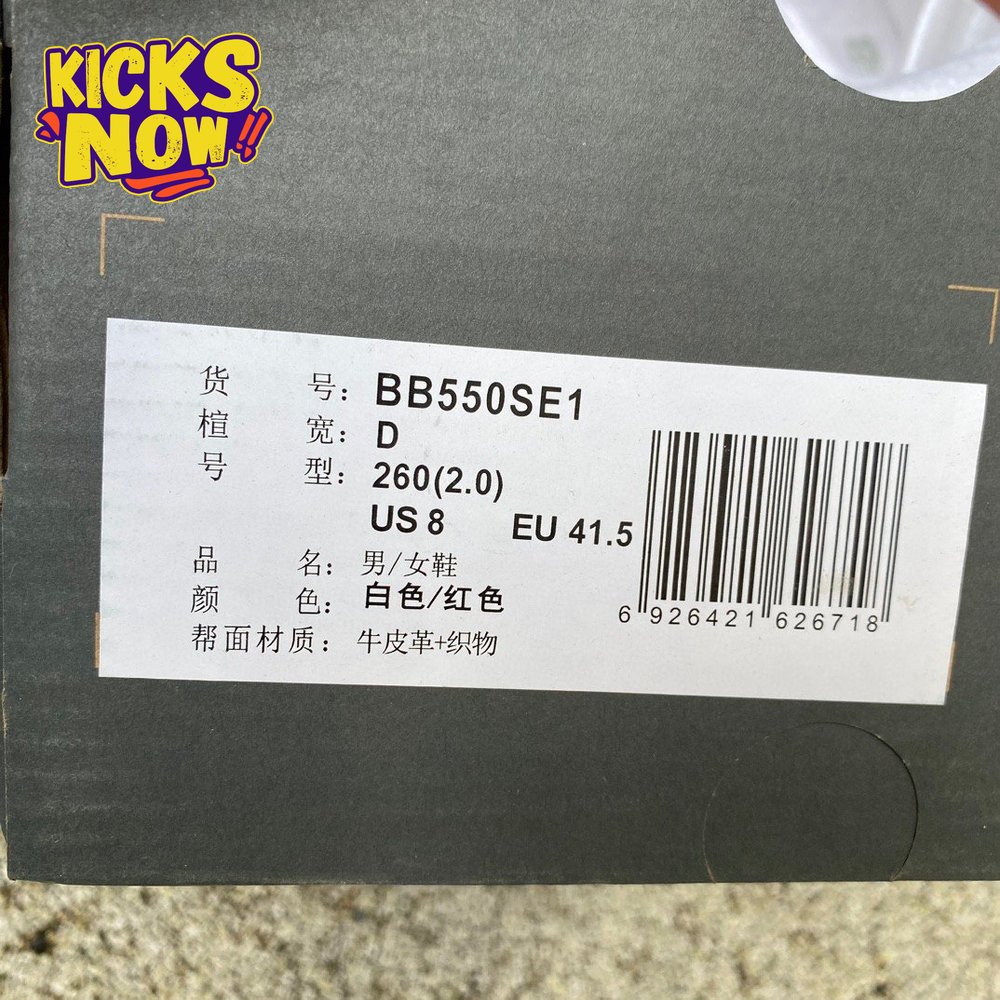 KICKS
NOW!!
货 号: BB550SE1
楦 宽: D
号 型: 260(2.0)
US 8 EU 41.5
品 名: 男/女鞋
颜 色: 白色/红色
帮面材质: 牛皮革+织物
6 926421 626718